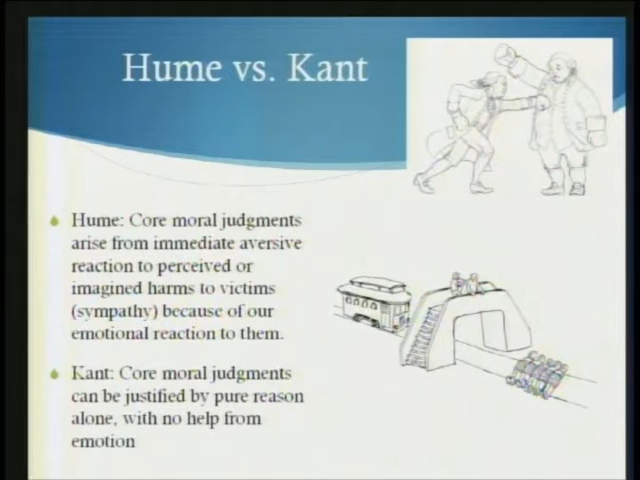 Hume vs. Kant
Hume: Core moral judgments
arise from immediate aversive
reaction to perceived or
imagined harms to victims
(sympathy) because of our
emotional reaction to them.
Kant: Core moral judgments
can be justified by pure reason
alone, with no help from
emotion